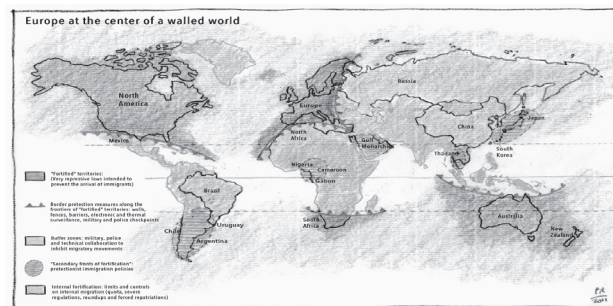 Europe at the center of a walled world
North
America
Russia
Europe
China
Japan
South
Korea
North
Africa
Gulf
Monarchies
Mexico
Nigeria
Cameroon
Gabon
Thailand
Brazil
Chile
Uruguay
Argentina
South
Africa
Australia
New
Zealand
"Fortified" territories:
(Very repressive laws intended to
prevent the arrival of immigrants)
Border protection measures along the
frontiers of "fortified" territories: walls,
fences, barriers, electronic and thermal
surveillance, military and police checkpoints
Buffer zones: military, police
and technical collaboration to
inhibit migratory movements
"Secondary fronts of fortification":
protectionist immigration policies
Internal fortification: limits and controls
on internal migration (quota, severe
regulations, roundups and forced repatriations)